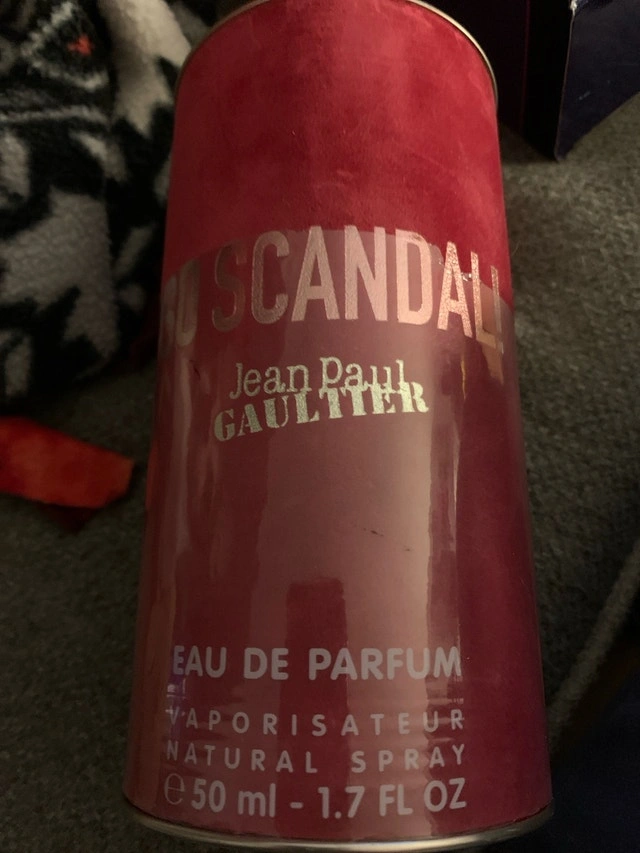 SCANDAL!
Jean Paul
GAULTIER
EAU DE PARFUM
VAPORISATEUR
NATURAL SPRAY
℮ 50 ml - 1.7 FL OZ